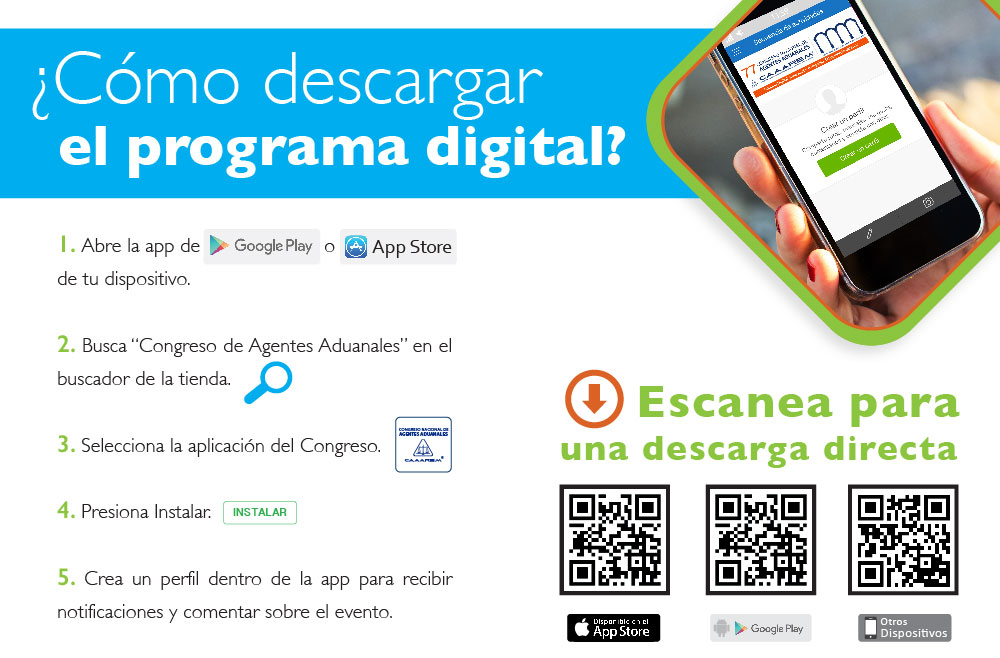 ¿Cómo descargar
el programa digital?
Secuencia de actividades
77
AGENTES ADUANALES
CAAAREM
Crear un perfil
Crear un perfil
1. Abre la app de Google Play o App Store
de tu dispositivo.
2. Busca “Congreso de Agentes Aduanales” en el
buscador de la tienda.
3. Selecciona la aplicación del Congreso.
CONGRESO NACIONAL DE
AGENTES ADUANALES
CAAAREM
4. Presiona Instalar. INSTALAR
5. Crea un perfil dentro de la app para recibir
notificaciones y comentar sobre el evento.
Escanea para
una descarga directa
Disponible en el
App Store
Google Play
Otros
Dispositivos